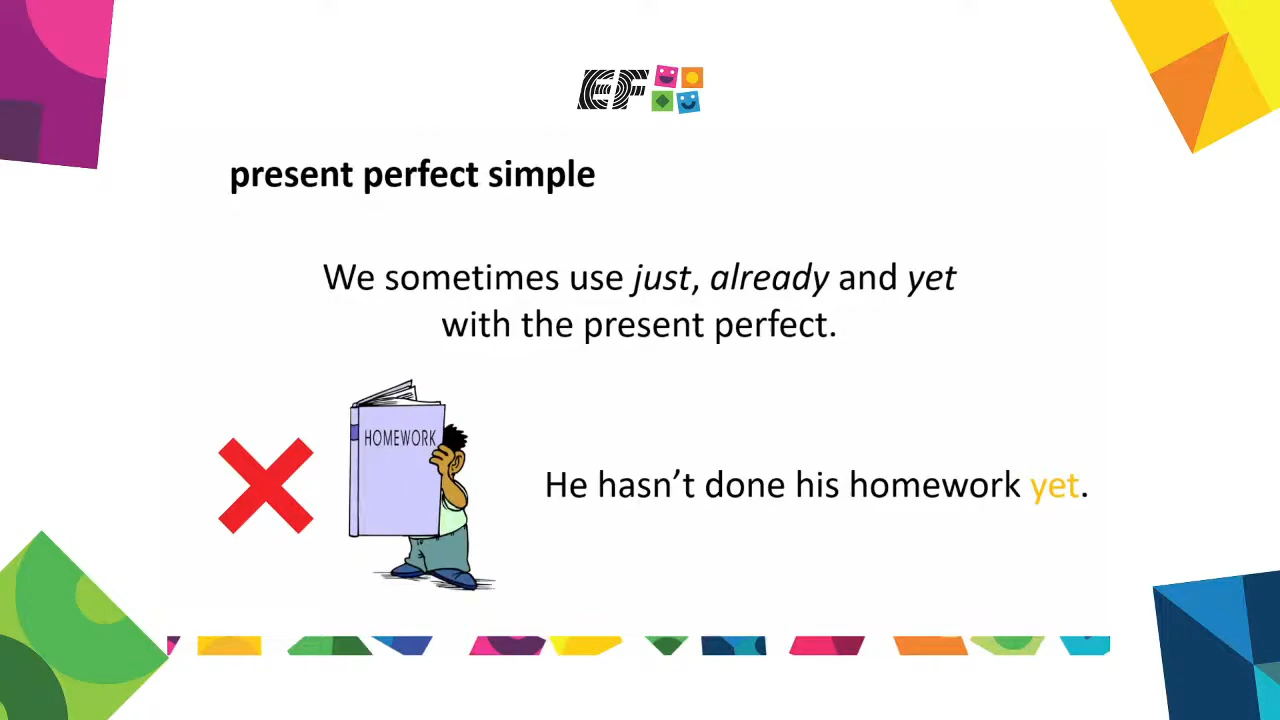 EF
present perfect simple
We sometimes use just, already and yet
with the present perfect.
HOMEWORK
He hasn’t done his homework yet.